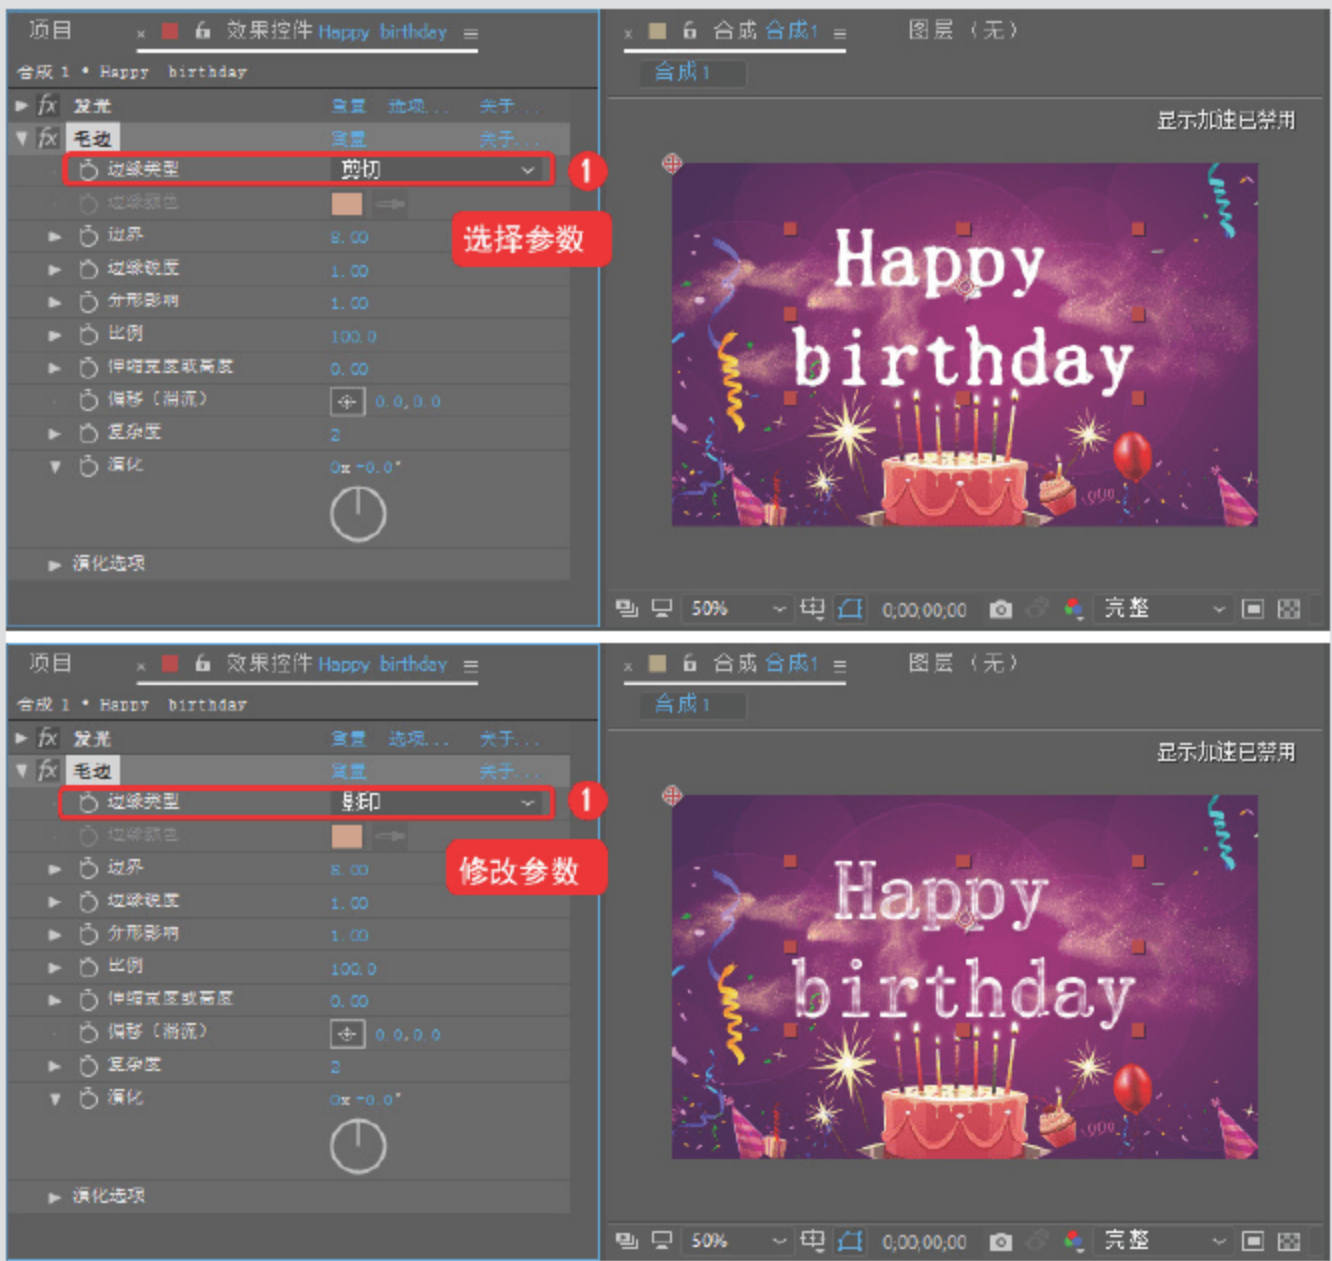 项目 × 效果控件 Happy birthday ≡
× 合成 合成1 ≡ 图层（无）
合成 1 • Happy birthday
合成1
fx 发光 重置 选项... 关于...
显示加速已禁用
fx 毛边 重置 关于...
边缘类型 剪切
1
边缘颜色
选择参数
边界 8.00
边缘锐度 1.00
分形影响 1.00
比例 100.0
伸缩宽度或高度 0.00
偏移（湍流） 0.0,0.0
复杂度 2
演化 0x+0.0°
演化选项
Happy
birthday
50% 0;00;00;00 完整
项目 × 效果控件 Happy birthday ≡
× 合成 合成1 ≡ 图层（无）
合成 1 • Happy birthday
合成1
fx 发光 重置 选项... 关于...
显示加速已禁用
fx 毛边 重置 关于...
边缘类型 影印
1
边缘颜色
修改参数
边界 8.00
边缘锐度 1.00
分形影响 1.00
比例 100.0
伸缩宽度或高度 0.00
偏移（湍流） 0.0,0.0
复杂度 2
演化 0x+0.0°
演化选项
Happy
birthday
50% 0;00;00;00 完整